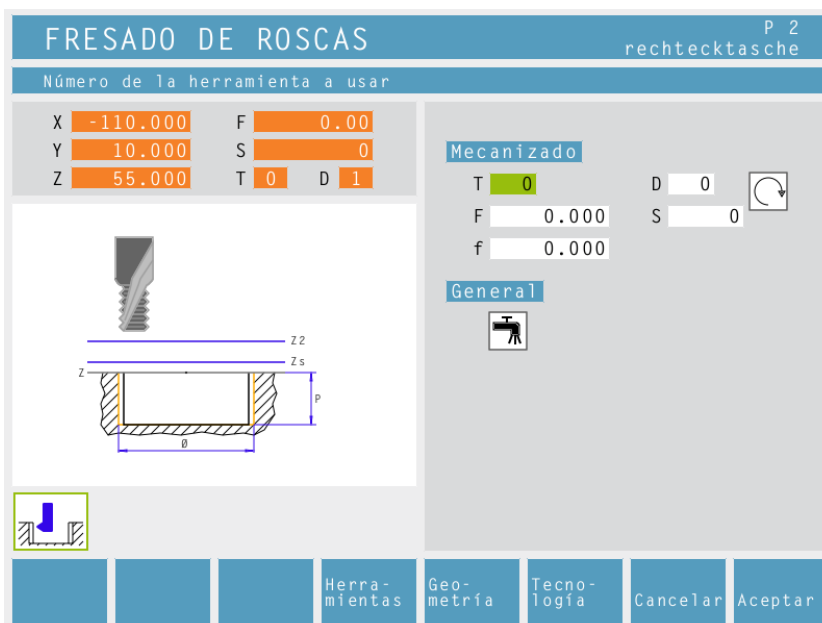 FRESADO DE ROSCAS
P 2
rechtecktasche
Número de la herramienta a usar
X -110.000 F 0.00
Y 10.000 S 0
Z 55.000 T 0 D 1
Mecanizado
T 0 D 0
F 0.000 S 0
f 0.000
General
Z2
Zs
Z
P
Ø
Herra-
mientas
Geo-
metría
Tecno-
logía
Cancelar
Aceptar